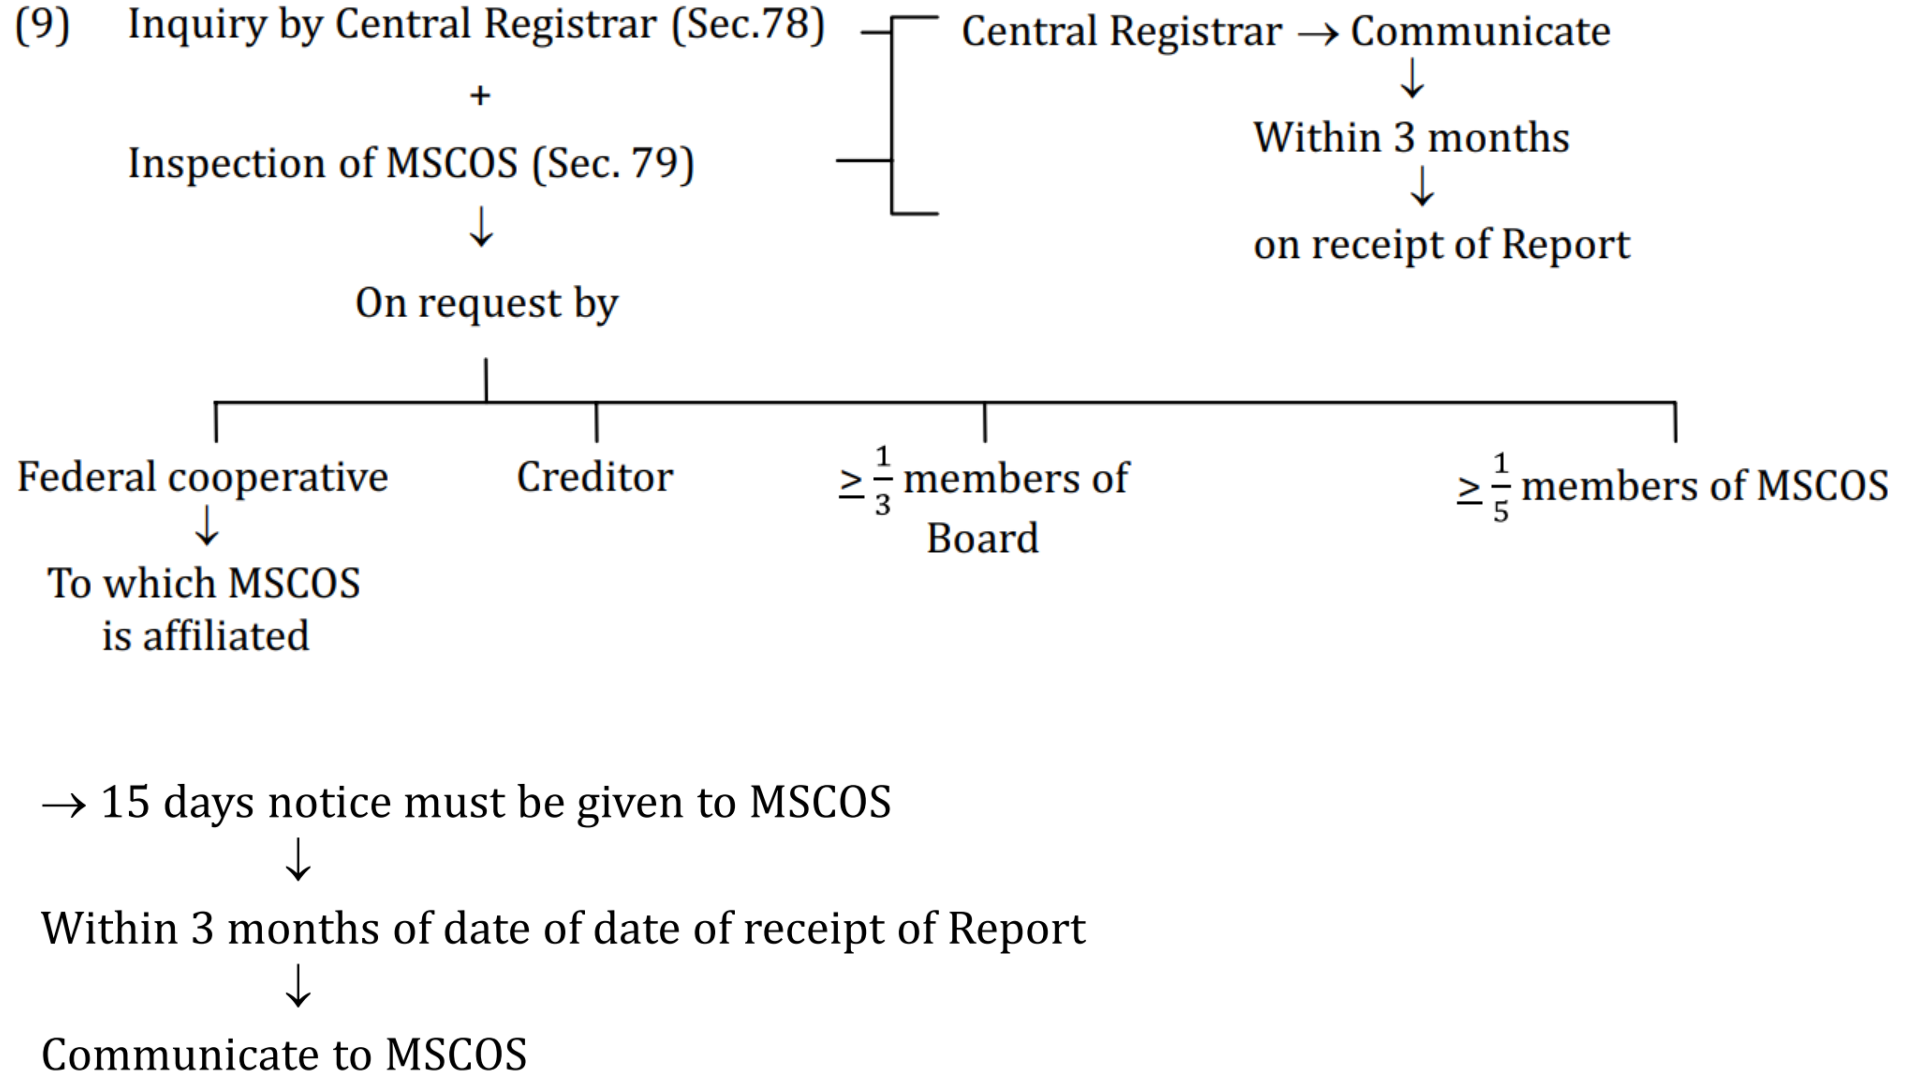 (9) Inquiry by Central Registrar (Sec.78)
+
Inspection of MSCOS (Sec. 79)
↓
On request by
Central Registrar → Communicate
↓
Within 3 months
↓
on receipt of Report
Federal cooperative
↓
To which MSCOS
is affiliated
Creditor
≥ 1/3 members of
Board
≥ 1/5 members of MSCOS
→ 15 days notice must be given to MSCOS
↓
Within 3 months of date of date of receipt of Report
↓
Communicate to MSCOS